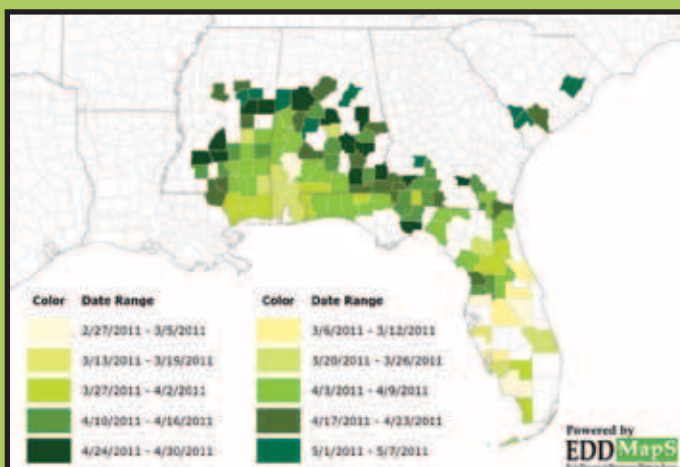 Color Date Range Color Date Range
2/27/2011 - 3/5/2011 3/6/2011 - 3/12/2011
3/13/2011 - 3/19/2011 3/20/2011 - 3/26/2011
3/27/2011 - 4/2/2011 4/3/2011 - 4/9/2011
4/10/2011 - 4/16/2011 4/17/2011 - 4/23/2011
4/24/2011 - 4/30/2011 5/1/2011 - 5/7/2011
Powered by
EDD MapS